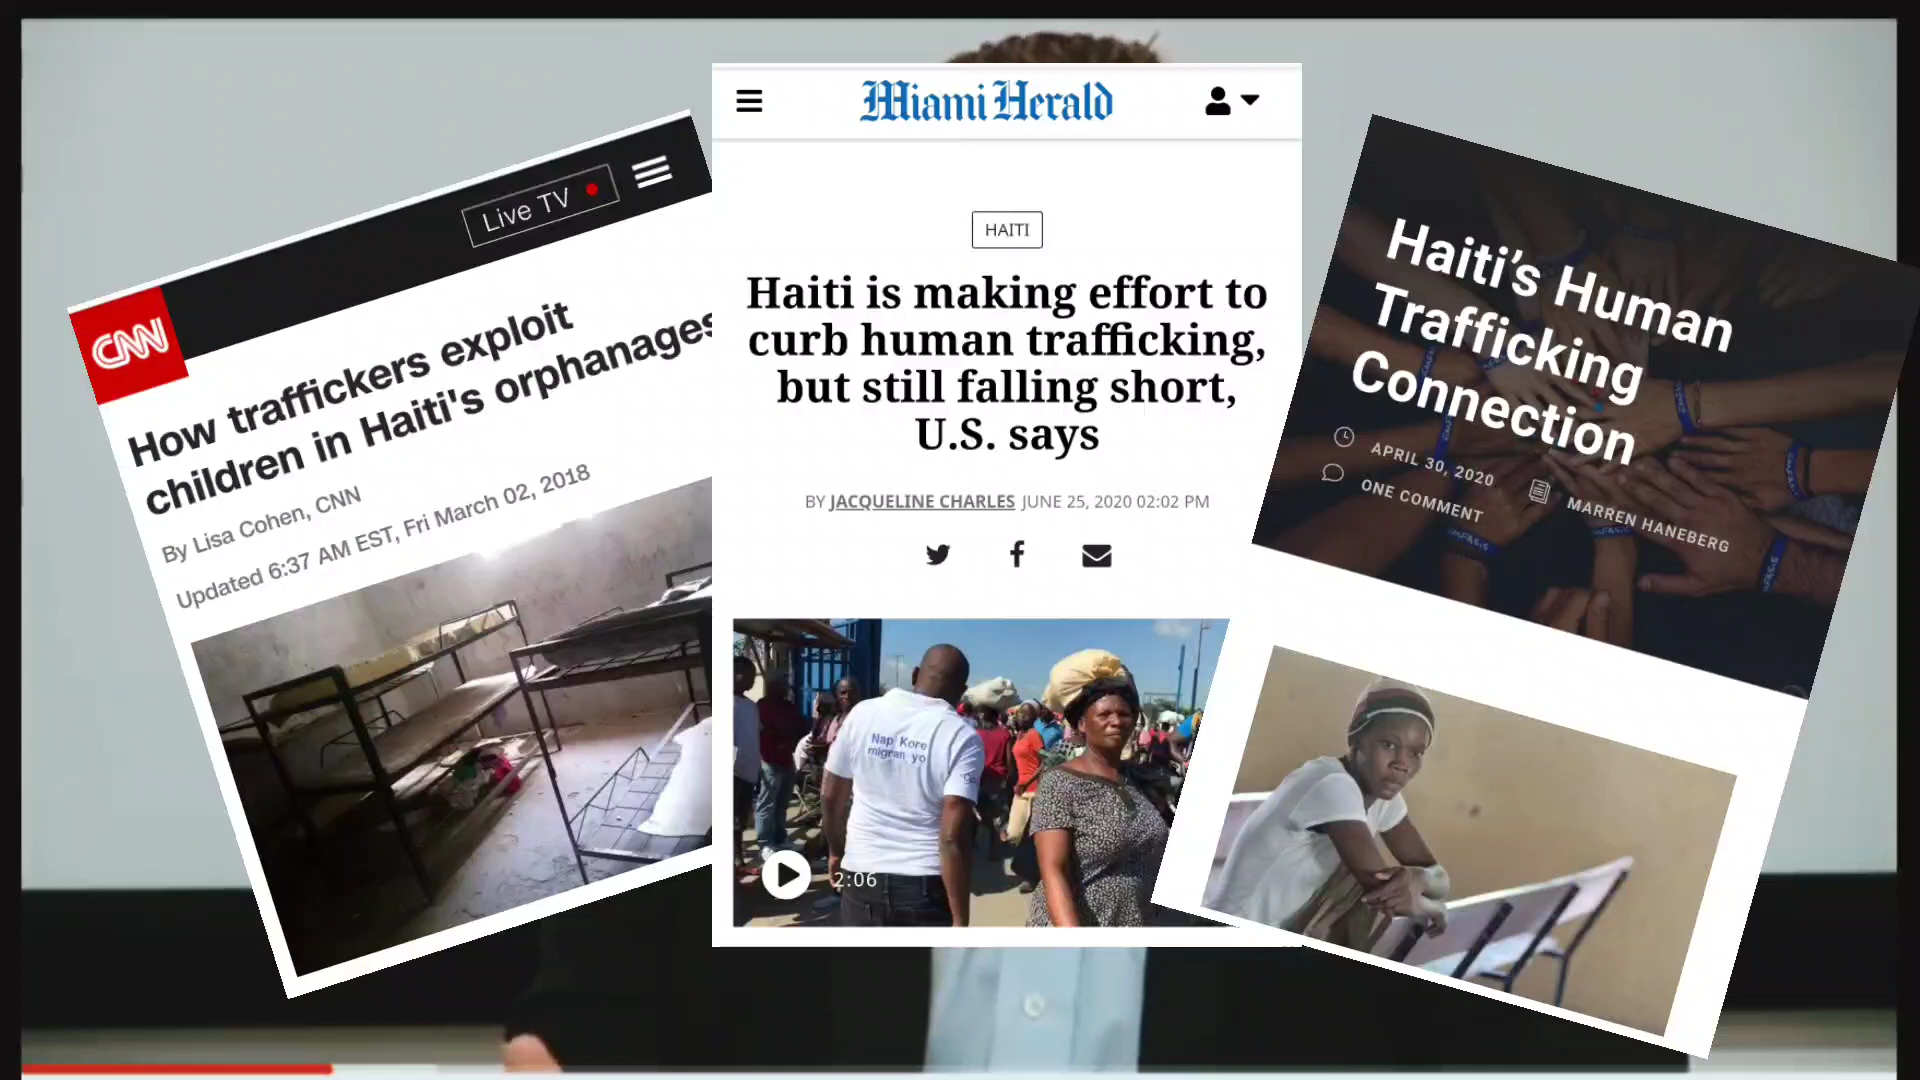 Live TV
CNN
How traffickers exploit
children in Haiti's orphanages
By Lisa Cohen, CNN
Updated 6:37 AM EST, Fri March 02, 2018
Miami Herald
HAITI
Haiti is making effort to
curb human trafficking,
but still falling short,
U.S. says
BY JACQUELINE CHARLES JUNE 25, 2020 02:02 PM
Nap Kore
migran yo
2:06
Haiti's Human
Trafficking
Connection
APRIL 30, 2020
MARREN HANEBERG
ONE COMMENT